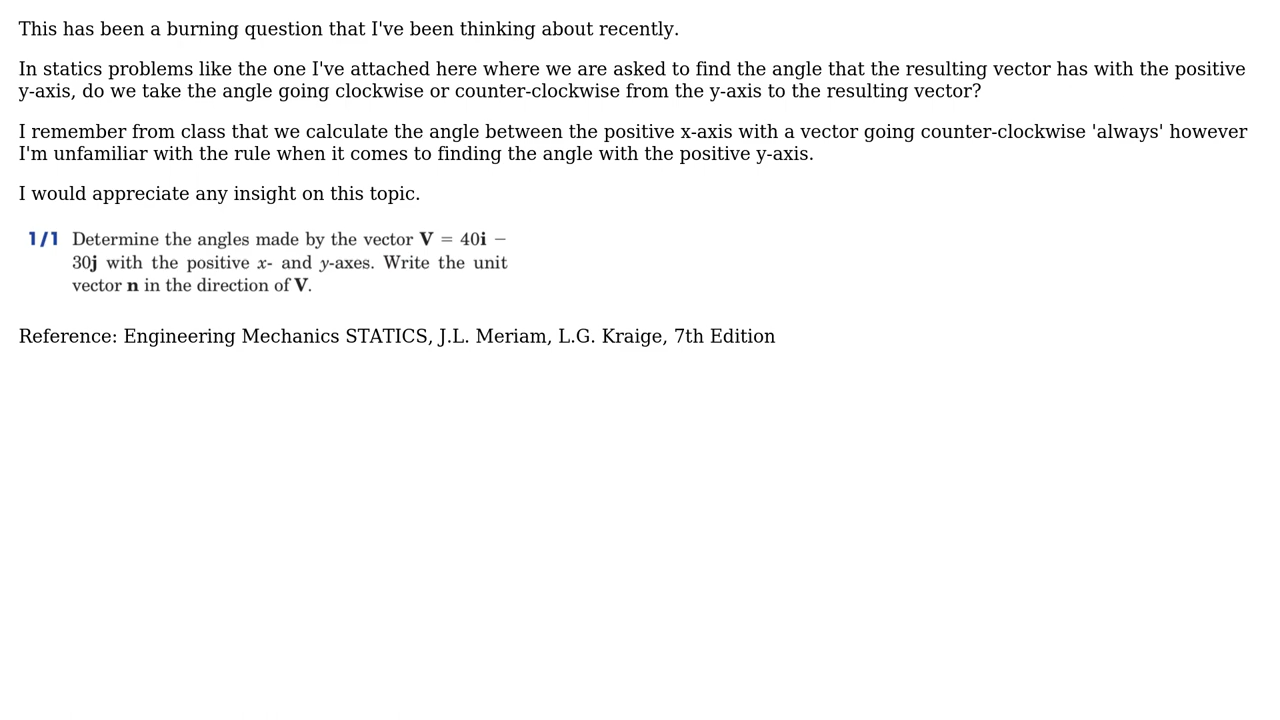 This has been a burning question that I've been thinking about recently.
In statics problems like the one I've attached here where we are asked to find the angle that the resulting vector has with the positive
y-axis, do we take the angle going clockwise or counter-clockwise from the y-axis to the resulting vector?
I remember from class that we calculate the angle between the positive x-axis with a vector going counter-clockwise 'always' however
I'm unfamiliar with the rule when it comes to finding the angle with the positive y-axis.
I would appreciate any insight on this topic.
1/1 Determine the angles made by the vector V = 40i −
30j with the positive x- and y-axes. Write the unit
vector n in the direction of V.
Reference: Engineering Mechanics STATICS, J.L. Meriam, L.G. Kraige, 7th Edition